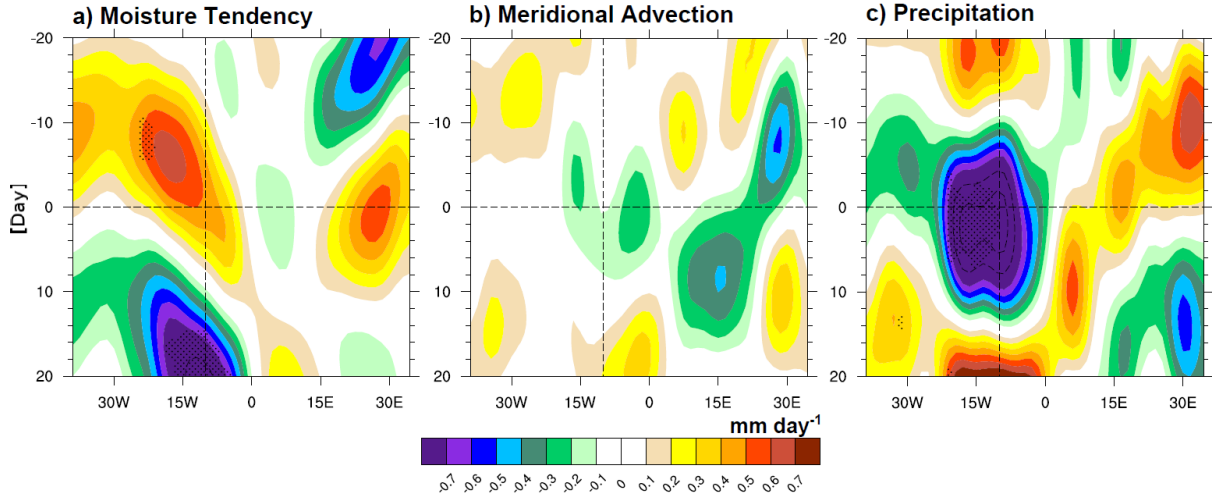 a) Moisture Tendency
b) Meridional Advection
c) Precipitation
-20
-10
0
10
20
[Day]
30W 15W 0 15E 30E
-20
-10
0
10
20
30W 15W 0 15E 30E
-20
-10
0
10
20
30W 15W 0 15E 30E
mm day-1
-0.7 -0.6 -0.5 -0.4 -0.3 -0.2 -0.1 0 0.1 0.2 0.3 0.4 0.5 0.6 0.7